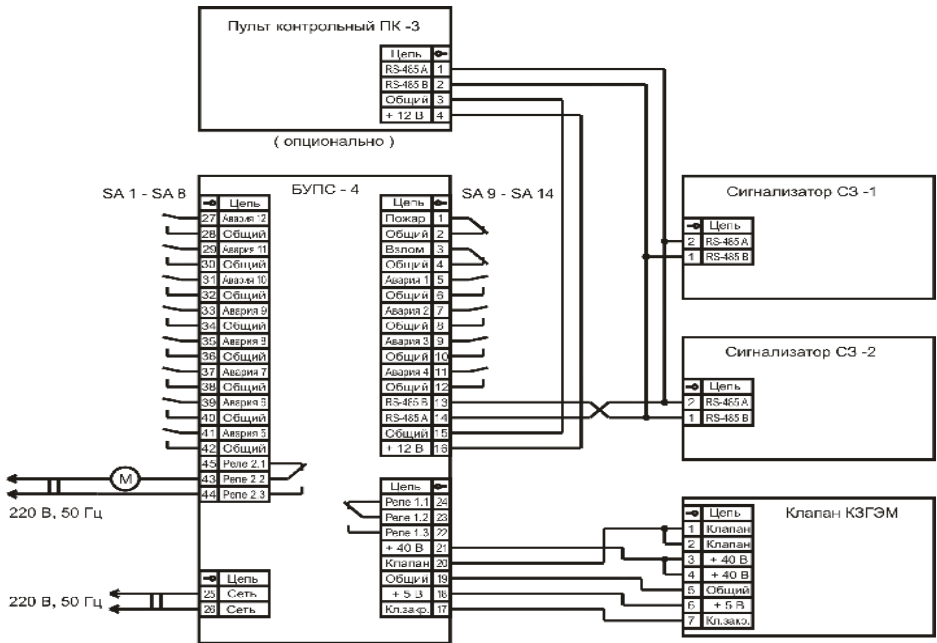 Пульт контрольный ПК -3
Цепь
RS-485 A 1
RS-485 B 2
Общий 3
+ 12 В 4
( опционально )
SA 1 - SA 8
БУПС - 4
SA 9 - SA 14
Цепь
27 Авария 12
28 Общий
29 Авария 11
30 Общий
31 Авария 10
32 Общий
33 Авария 9
34 Общий
35 Авария 8
36 Общий
37 Авария 7
38 Общий
39 Авария 6
40 Общий
41 Авария 5
42 Общий
45 Реле 2.1
43 Реле 2.2
44 Реле 2.3
М
220 В, 50 Гц
Цепь
25 Сеть
26 Сеть
220 В, 50 Гц
Цепь
Пожар 1
Общий 2
Взлом 3
Общий 4
Авария 1 5
Общий 6
Авария 2 7
Общий 8
Авария 3 9
Общий 10
Авария 4 11
Общий 12
RS-485 B 13
RS-485 A 14
Общий 15
+ 12 В 16
Цепь
Реле 1.1 24
Реле 1.2 23
Реле 1.3 22
+ 40 В 21
Клапан 20
Общий 19
+ 5 В 18
Кл.закр. 17
Сигнализатор СЗ -1
Цепь
2 RS-485 A
1 RS-485 B
Сигнализатор СЗ -2
Цепь
2 RS-485 A
1 RS-485 B
Клапан КЗГЭМ
Цепь
1 Клапан
2 Клапан
3 + 40 В
4 + 40 В
5 Общий
6 + 5 В
7 Кл.закр.